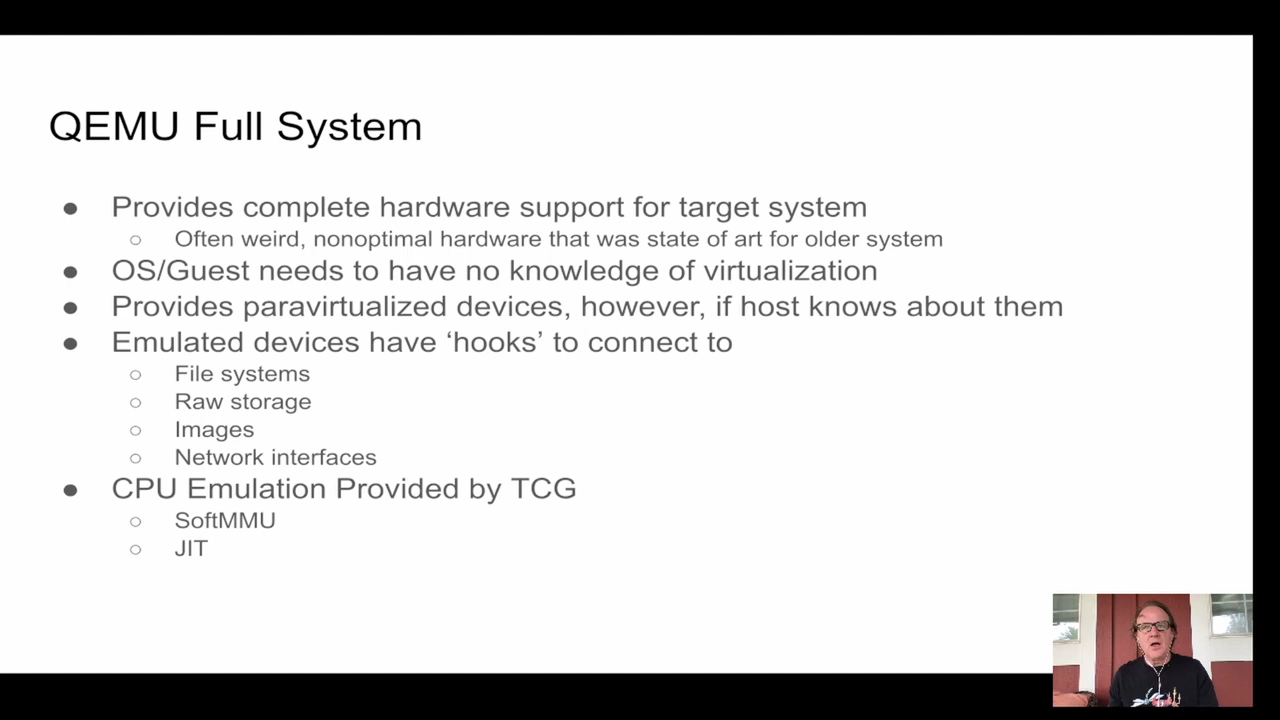 QEMU Full System
● Provides complete hardware support for target system
○ Often weird, nonoptimal hardware that was state of art for older system
● OS/Guest needs to have no knowledge of virtualization
● Provides paravirtualized devices, however, if host knows about them
● Emulated devices have ‘hooks’ to connect to
○ File systems
○ Raw storage
○ Images
○ Network interfaces
● CPU Emulation Provided by TCG
○ SoftMMU
○ JIT